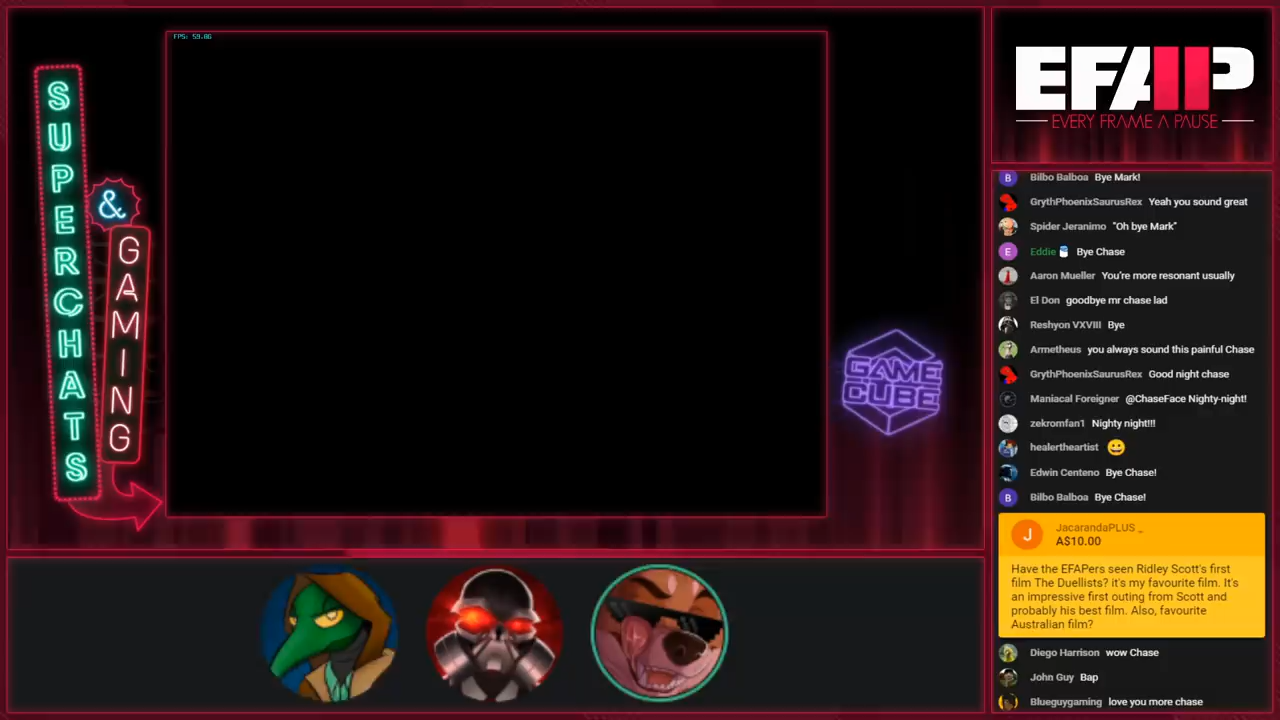 FPS: 59.86
SUPERCHATS
&
GAMING
GAME
CUBE
EFAP
EVERY FRAME A PAUSE
B Bilbo Balboa Bye Mark!
GrythPhoenixSaurusRex Yeah you sound great
Spider Jeranimo "Oh bye Mark"
E Eddie Bye Chase
Aaron Mueller You're more resonant usually
El Don goodbye mr chase lad
Reshyon VXVIII Bye
Armetheus you always sound this painful Chase
GrythPhoenixSaurusRex Good night chase
Maniacal Foreigner @ChaseFace Nighty-night!
zekromfan1 Nighty night!!!
healertheartist 😀
Edwin Centeno Bye Chase!
B Bilbo Balboa Bye Chase!
J JacarandaPLUS _
A$10.00
Have the EFAPers seen Ridley Scott's first
film The Duellists? it's my favourite film. It's
an impressive first outing from Scott and
probably his best film. Also, favourite
Australian film?
Diego Harrison wow Chase
John Guy Bap
Blueguygaming love you more chase